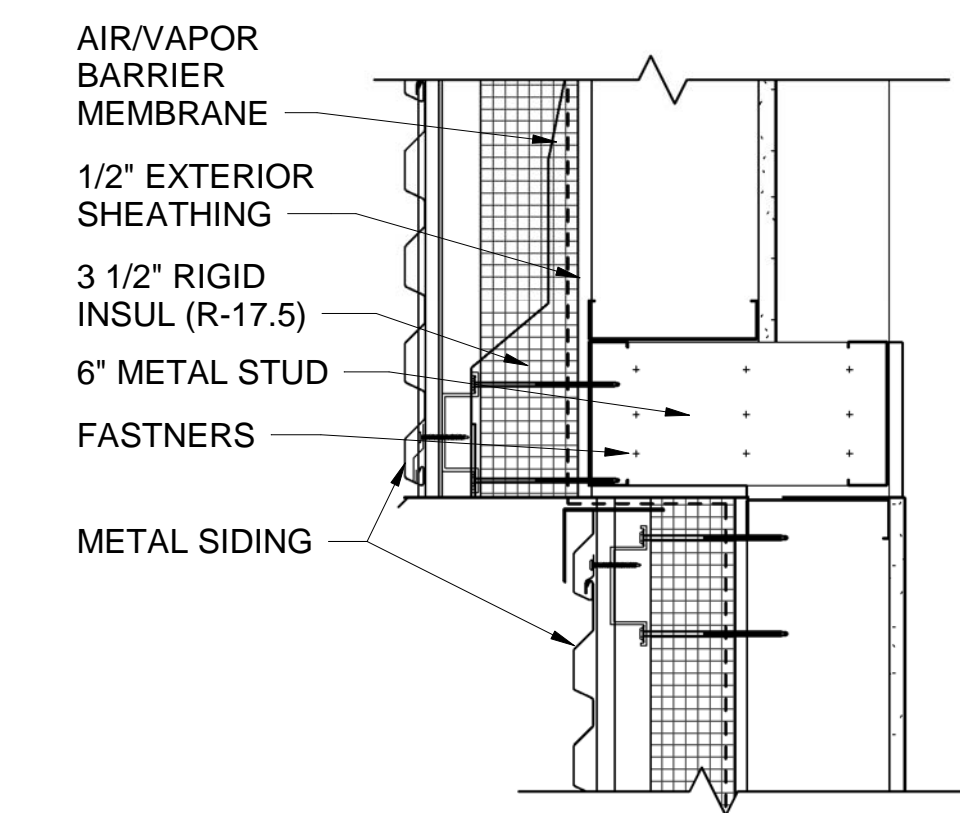 AIR/VAPOR
BARRIER
MEMBRANE
1/2" EXTERIOR
SHEATHING
3 1/2" RIGID
INSUL (R-17.5)
6" METAL STUD
FASTNERS
METAL SIDING